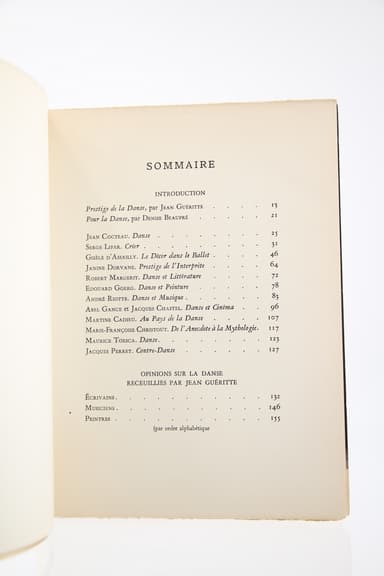 SOMMAIRE
INTRODUCTION
Prestige de la Danse, par JEAN GUÉRITTE . . . . 13
Pour la Danse, par DENISE BEAUPRÉ . . . . . 21
JEAN COCTEAU. Danse . . . . . . . . 25
SERGE LIFAR. Créer . . . . . . . . . 31
GISÈLE D'ASSAILLY. Le Décor dans le Ballet . . . . 46
JANINE DORVANE. Prestige de l'Interprète . . . . 64
ROBERT MARGERIT. Danse et Littérature . . . . . 72
EDOUARD GOERG. Danse et Peinture . . . . . 78
ANDRÉ RIOTTE. Danse et Musique . . . . . . 83
ABEL GANCE ET JACQUES CHASTEL. Danse et Cinéma . . . 96
MARTINE CADIEU. Au Pays de la Danse . . . . . 107
MARIE-FRANÇOISE CHRISTOUT. De l'Anecdote à la Mythologie. 117
MAURICE TOESCA. Danse. . . . . . . . 123
JACQUES PERRET. Contre-Danse . . . . . . 127
OPINIONS SUR LA DANSE
RECEUILLIES PAR JEAN GUÉRITTE
ÉCRIVAINS. . . . . . . . . . . 132
MUSICIENS . . . . . . . . . . 146
PEINTRES . . . . . . . . . . 155
(par ordre alphabétique